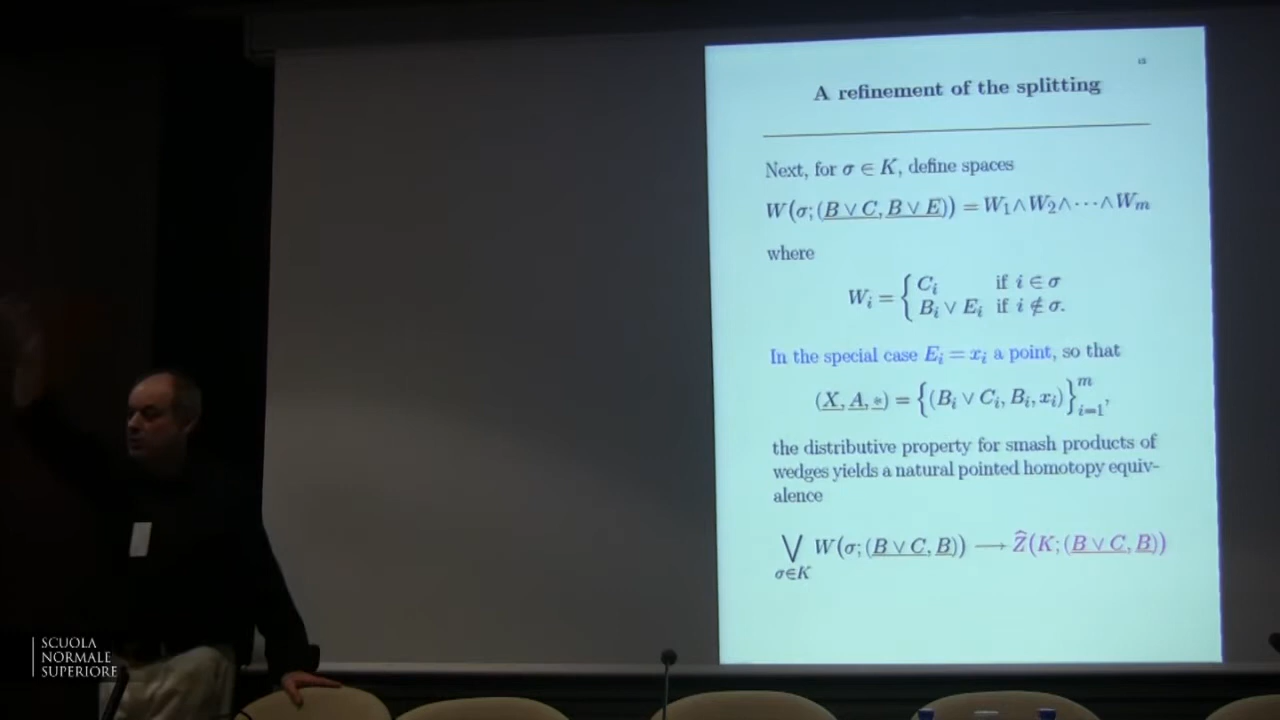 A refinement of the splitting
Next, for σ ∈ K, define spaces
W(σ; (B ∨ C, B ∨ E)) = W₁∧W₂∧···∧Wₘ
where
Wᵢ = { Cᵢ if i ∈ σ
Bᵢ ∨ Eᵢ if i ∉ σ.
In the special case Eᵢ = xᵢ a point, so that
(X, A, *) = {(Bᵢ ∨ Cᵢ, Bᵢ, xᵢ)}ᵐᵢ₌₁,
the distributive property for smash products of
wedges yields a natural pointed homotopy equiv-
alence
⋁ W(σ; (B ∨ C, B)) ⟶ Ẑ(K; (B ∨ C, B))
σ∈K
SCUOLA
NORMALE
SUPERIORE